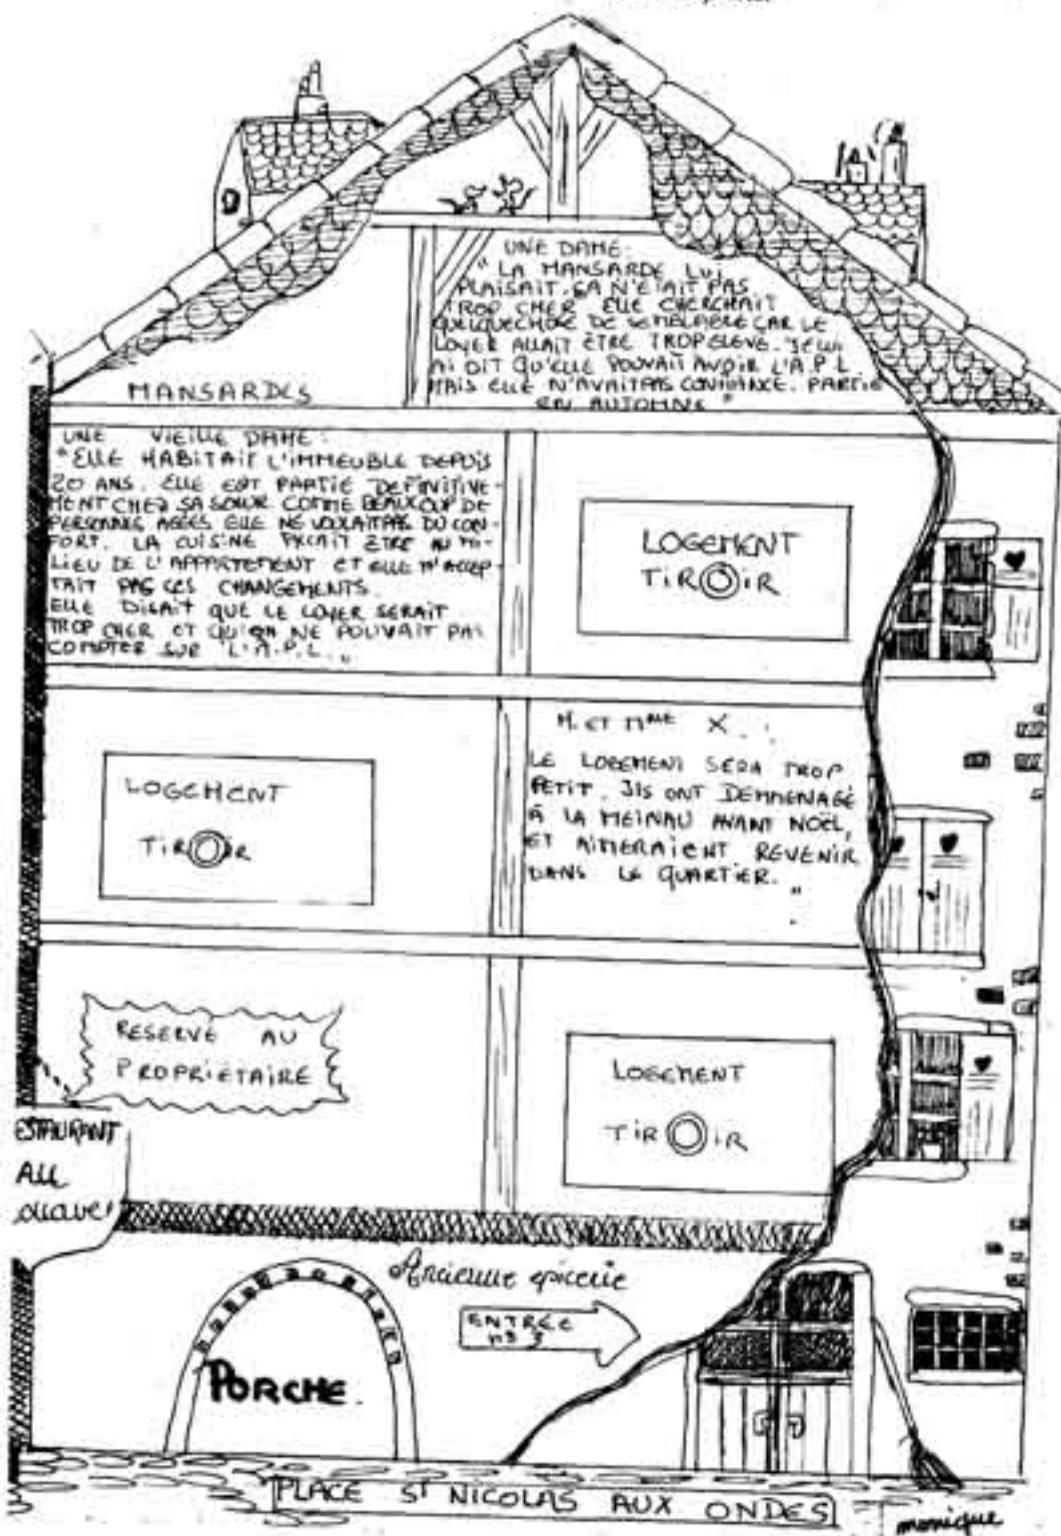 UNE DAME:
" LA MANSARDE LUI
PLAISAIT. ÇA N'ÉTAIT PAS
TROP CHER ELLE CHERCHAIT
QUELQUECHOSE DE SEMBLABLE CAR LE
LOYER ALLAIT ÊTRE TROP ELEVE. JE LUI
AI DIT QU'ELLE POUVAIT AVOIR L'A.P.L
MAIS ELLE N'AVAIT PAS CONFIANCE. PARTIE
EN AUTOMNE "
MANSARDES
UNE VIEILLE DAME:
"ELLE HABITAIT L'IMMEUBLE DEPUIS
20 ANS. ELLE EST PARTIE DEFINITIVE-
MENT CHEZ SA SOEUR COMME BEAUCOUP DE
PERSONNES AGÉES ELLE NE VOULAIT PAS DU CON-
FORT. LA CUISINE DEVAIT ÊTRE AU MI-
LIEU DE L'APPARTEMENT ET ELLE N'ACCEP
TAIT PAS CES CHANGEMENTS.
ELLE DISAIT QUE LE LOYER SERAIT
TROP CHER ET QU'ON NE POUVAIT PAS
COMPTER SUR L'A.P.L. "
LOGEMENT
TIROIR
LOGEMENT
TIROIR
M. ET MME X . :
LE LOGEMENT SERA TROP
PETIT. ILS ONT DEMMENAGÉ
À LA MEINAU AVANT NOËL,
ET AIMERAIENT REVENIR
DANS LE QUARTIER. "
RESERVÉ AU
PROPRIÉTAIRE
LOGEMENT
TIROIR
ESTAURANT
AU
Ancienne epicerie
ENTRÉE
N° 3
PORCHE.
PLACE ST NICOLAS AUX ONDES
monique